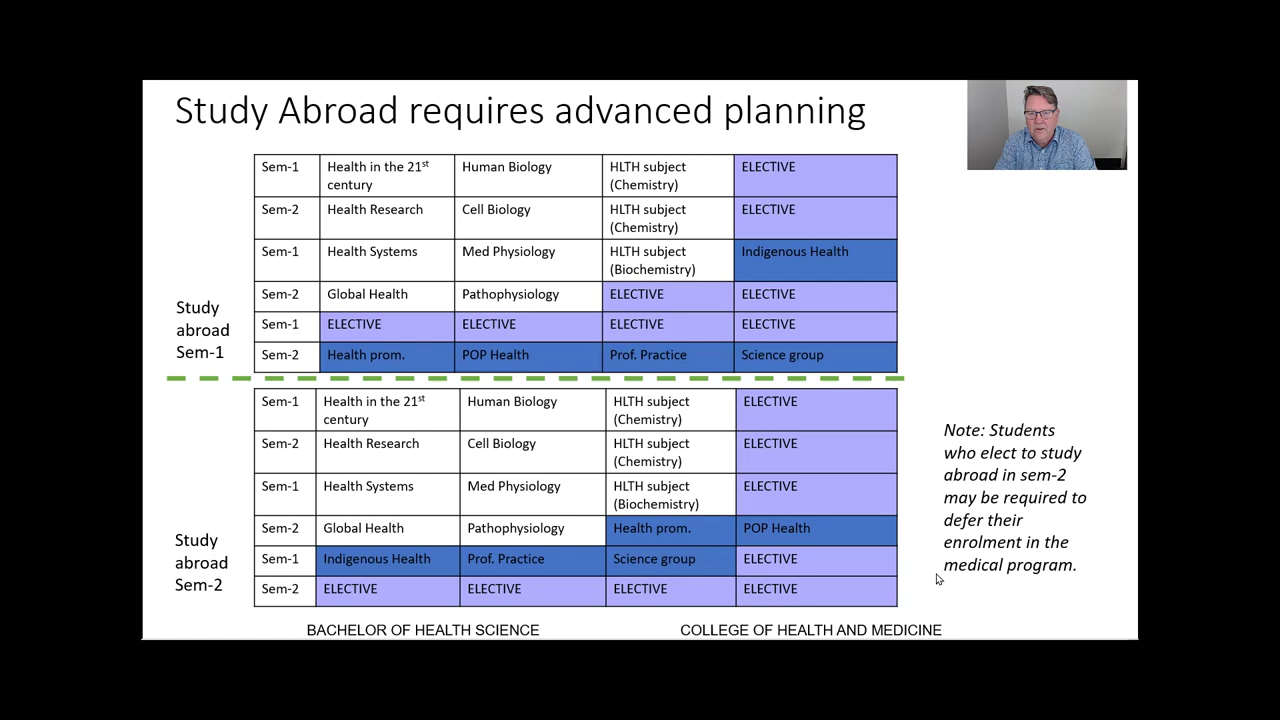 Study Abroad requires advanced planning
Sem-1 Health in the 21st Human Biology HLTH subject ELECTIVE
century (Chemistry)
Sem-2 Health Research Cell Biology HLTH subject ELECTIVE
(Chemistry)
Sem-1 Health Systems Med Physiology HLTH subject Indigenous Health
(Biochemistry)
Sem-2 Global Health Pathophysiology ELECTIVE ELECTIVE
Sem-1 ELECTIVE ELECTIVE ELECTIVE ELECTIVE
Sem-2 Health prom. POP Health Prof. Practice Science group
Study
abroad
Sem-1
Sem-1 Health in the 21st Human Biology HLTH subject ELECTIVE
century (Chemistry)
Sem-2 Health Research Cell Biology HLTH subject ELECTIVE
(Chemistry)
Sem-1 Health Systems Med Physiology HLTH subject ELECTIVE
(Biochemistry)
Sem-2 Global Health Pathophysiology Health prom. POP Health
Sem-1 Indigenous Health Prof. Practice Science group ELECTIVE
Sem-2 ELECTIVE ELECTIVE ELECTIVE ELECTIVE
Study
abroad
Sem-2
Note: Students
who elect to study
abroad in sem-2
may be required to
defer their
enrolment in the
medical program.
BACHELOR OF HEALTH SCIENCE COLLEGE OF HEALTH AND MEDICINE